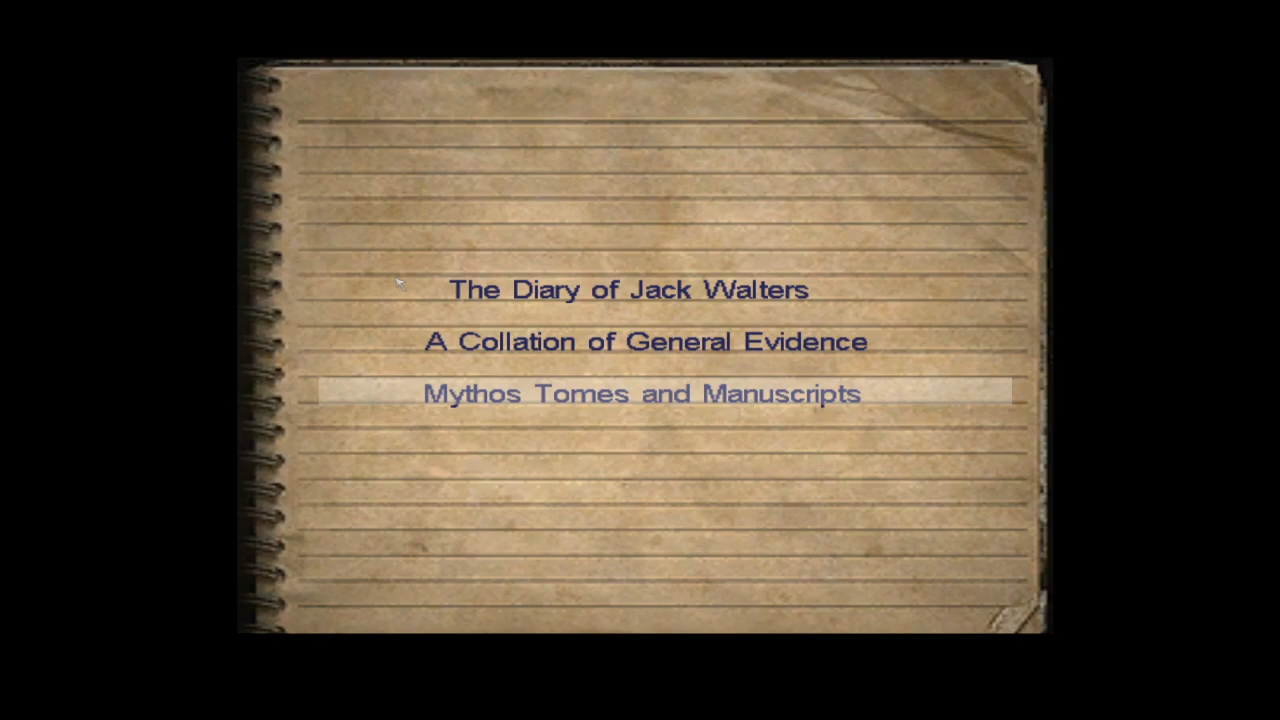 The Diary of Jack Walters
A Collation of General Evidence
Mythos Tomes and Manuscripts